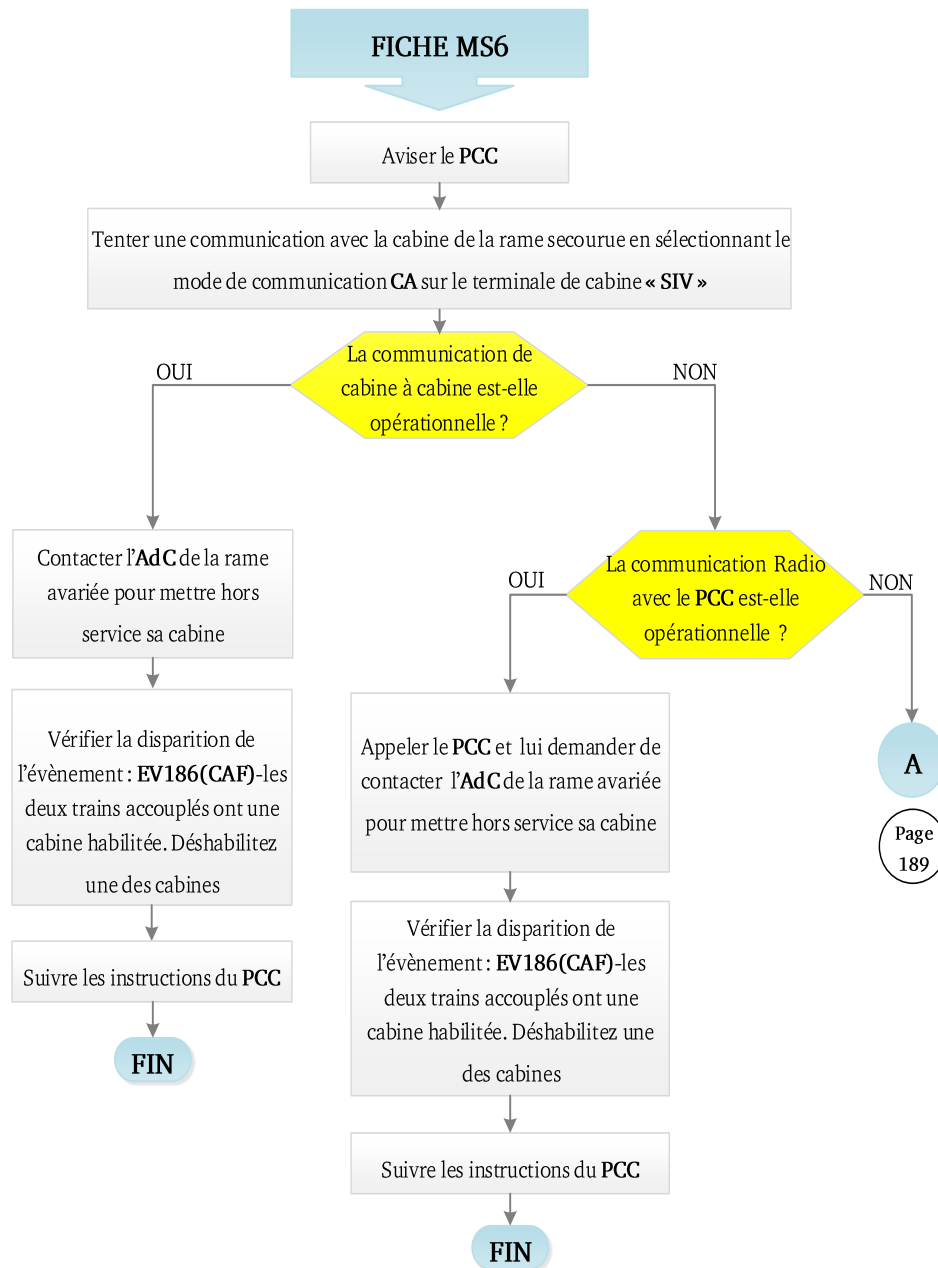 FICHE MS6
Aviser le PCC
Tenter une communication avec la cabine de la rame secourue en sélectionnant le
mode de communication CA sur le terminale de cabine « SIV »
La communication de
cabine à cabine est-elle
opérationnelle ?
OUI
NON
Contacter l'AdC de la rame
avariée pour mettre hors
service sa cabine
Vérifier la disparition de
l'évènement : EV186(CAF)-les
deux trains accouplés ont une
cabine habilitée. Déshabilitez
une des cabines
Suivre les instructions du PCC
FIN
La communication Radio
avec le PCC est-elle
opérationnelle ?
OUI
NON
Appeler le PCC et lui demander de
contacter l'AdC de la rame avariée
pour mettre hors service sa cabine
Vérifier la disparition de
l'évènement : EV186(CAF)-les
deux trains accouplés ont une
cabine habilitée. Déshabilitez une
des cabines
Suivre les instructions du PCC
FIN
A
Page
189